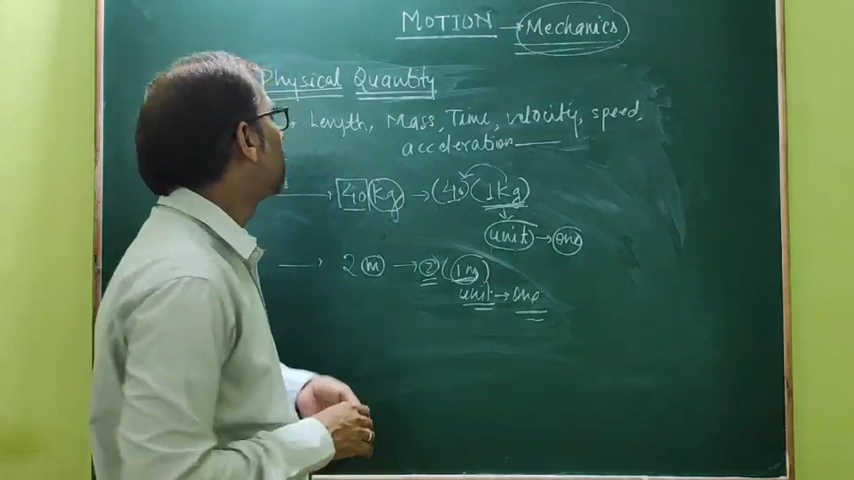 MOTION → Mechanics
Physical Quantity
Length, Mass, Time, velocity, speed,
acceleration
→ 40 kg → (40)(1kg)
unit → one
→ 2 m → 2 (1m)
unit → one